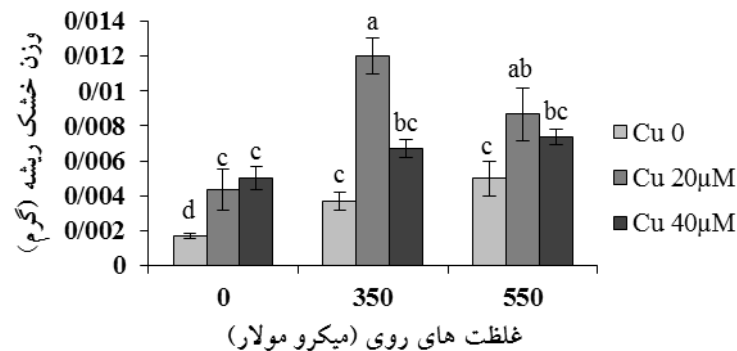 وزن خشک ریشه (گرم)
0/014
0/012
0/01
0/008
0/006
0/004
0/002
0
d c c
c a bc
c ab bc
0 350 550
غلظت های روی (میکرو مولار)
Cu 0
Cu 20µM
Cu 40µM